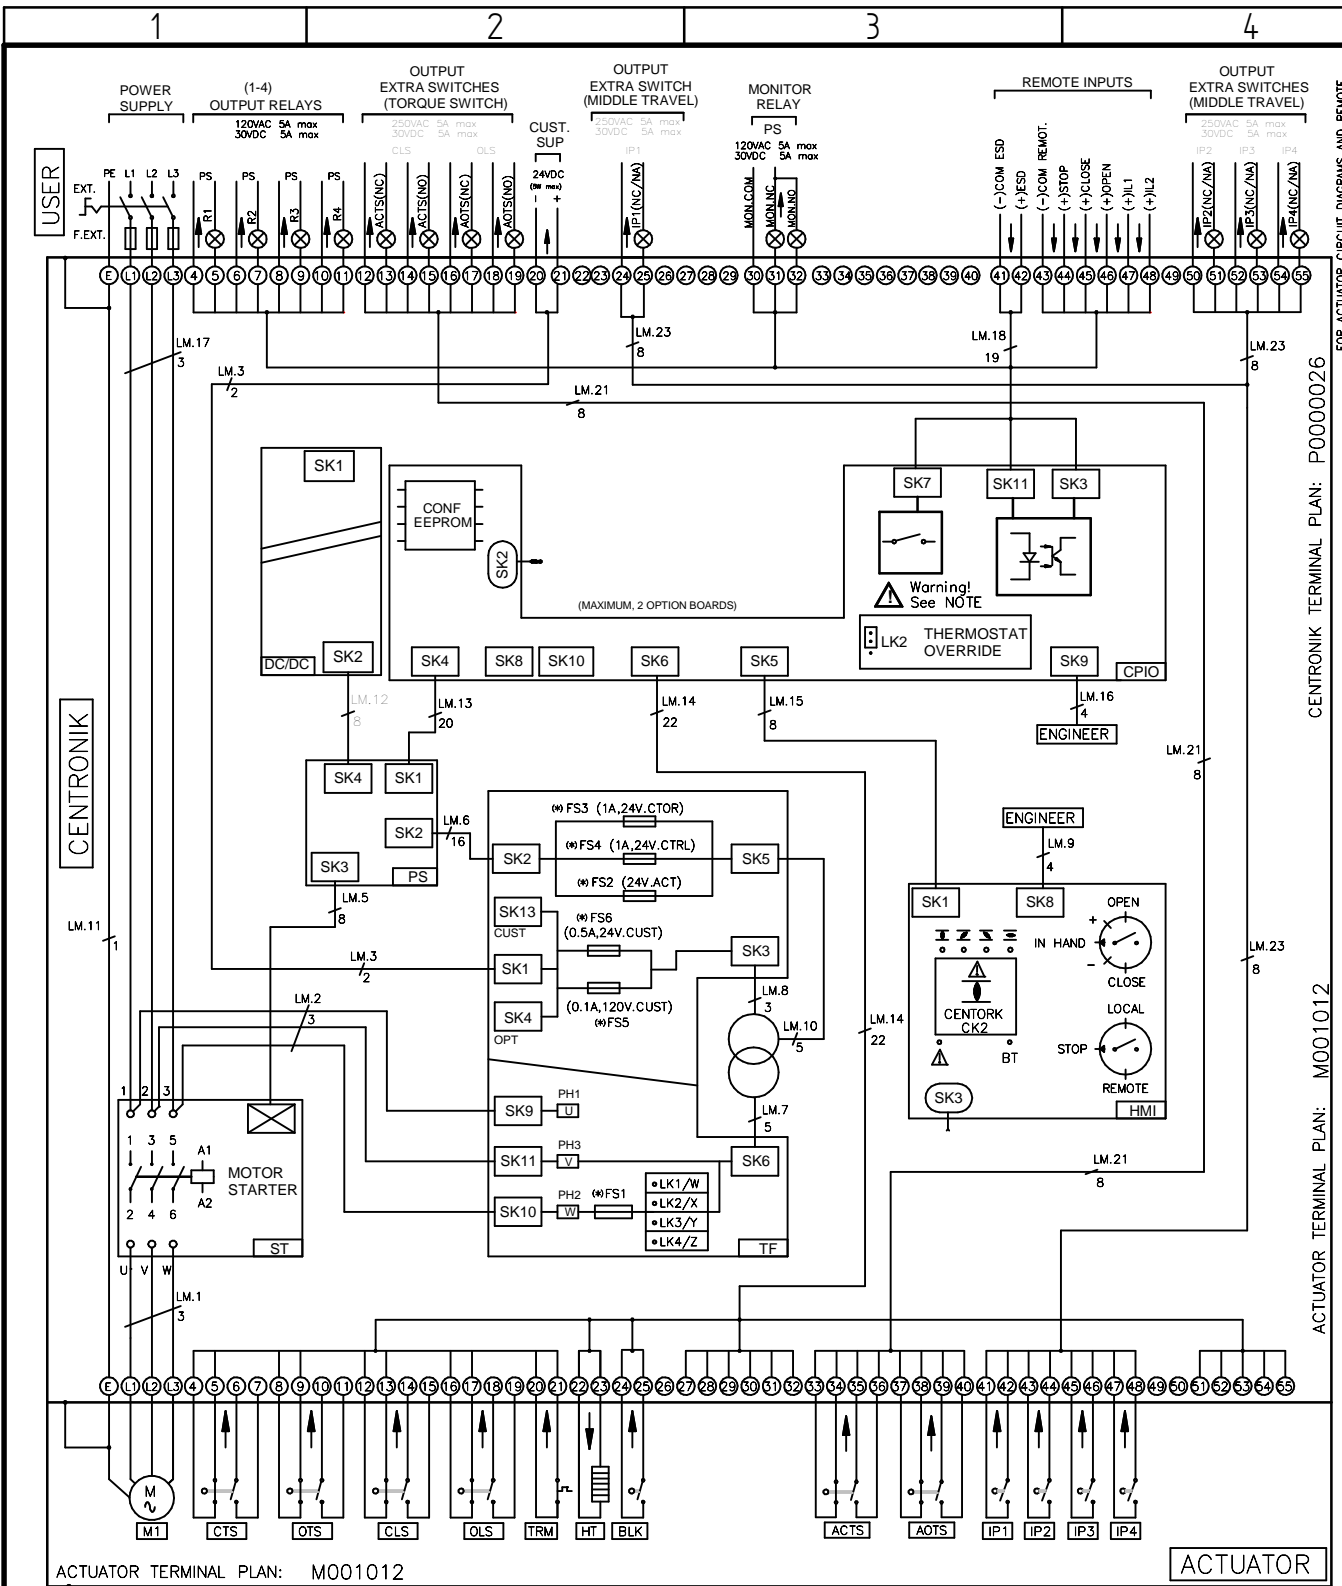 1 2 3 4
POWER
SUPPLY
(1-4)
OUTPUT RELAYS
120VAC 5A max
30VDC 5A max
OUTPUT
EXTRA SWITCHES
(TORQUE SWITCH)
250VAC 5A max
30VDC 5A max
CLS OLS
CUST.
SUP
24VDC
(5W max)
- +
OUTPUT
EXTRA SWITCH
(MIDDLE TRAVEL)
250VAC 5A max
30VDC 5A max
IP1
MONITOR
RELAY
PS
120VAC 5A max
30VDC 5A max
REMOTE INPUTS
OUTPUT
EXTRA SWITCHES
(MIDDLE TRAVEL)
250VAC 5A max
30VDC 5A max
IP2 IP3 IP4
FOR ACTUATOR CIRCUIT DIAGRAMS AND REMOTE
USER
EXT.
F.EXT.
PE L1 L2 L3
PS PS PS PS
R1 R2 R3 R4
ACTS(NC) ACTS(NO) AOTS(NC) AOTS(NO)
IP1(NC/NA)
MON.COM MON.NC MON.NO
(-)COM ESD
(+)ESD
(-)COM REMOT.
(+)STOP
(+)CLOSE
(+)OPEN
(+)IL1
(+)IL2
IP2(NC/NA) IP3(NC/NA) IP4(NC/NA)
E L1 L2 L3 4 5 6 7 8 9 10 11 12 13 14 15 16 17 18 19 20 21 22 23 24 25 26 27 28 29 30 31 32 33 34 35 36 37 38 39 40 41 42 43 44 45 46 47 48 49 50 51 52 53 54 55
LM.17
3
LM.3
2
LM.21
8
LM.23
8
LM.18
19
LM.23
8
CENTRONIK TERMINAL PLAN: P0000026
SK1
CONF
EEPROM
SK2
(MAXIMUM, 2 OPTION BOARDS)
SK7 SK11 SK3
Warning!
See NOTE
LK2
THERMOSTAT
OVERRIDE
DC/DC SK2
SK4 SK8 SK10 SK6 SK5 SK9
CPIO
LM.12
8
LM.13
20
LM.14
22
LM.15
8
LM.16
4
ENGINEER
CENTRONIK
SK4 SK1
SK2
SK3
PS
LM.6
16
LM.5
8
LM.21
8
(*)FS3 (1A,24V.CTOR)
(*)FS4 (1A,24V.CTRL)
(*)FS2 (24V.ACT)
SK2 SK5
SK13
CUST
(*)FS6
(0.5A,24V.CUST)
SK1
SK3
SK4
OPT
(0.1A,120V.CUST)
(*)FS5
LM.8
3
LM.10
5
LM.7
5
LM.14
22
LM.11
1
LM.3
2
LM.2
3
ENGINEER
LM.9
4
SK1 SK8
OPEN
+
IN HAND
-
CLOSE
CENTORK
CK2
BT
LOCAL
STOP
REMOTE
SK3
HMI
LM.23
8
SK9 PH1
U
SK11 PH3
V
SK10 PH2
W
(*)FS1
LK1/W
LK2/X
LK3/Y
LK4/Z
SK6
TF
1 2 3
1 3 5
A1
A2
2 4 6
MOTOR
STARTER
ST
U V W
LM.1
3
LM.21
8
ACTUATOR TERMINAL PLAN: M001012
E L1 L2 L3 4 5 6 7 8 9 10 11 12 13 14 15 16 17 18 19 20 21 22 23 24 25 26 27 28 29 30 31 32 33 34 35 36 37 38 39 40 41 42 43 44 45 46 47 48 49 50 51 52 53 54 55
M
M1 CTS OTS CLS OLS TRM HT BLK ACTS AOTS IP1 IP2 IP3 IP4
ACTUATOR TERMINAL PLAN: M001012
ACTUATOR